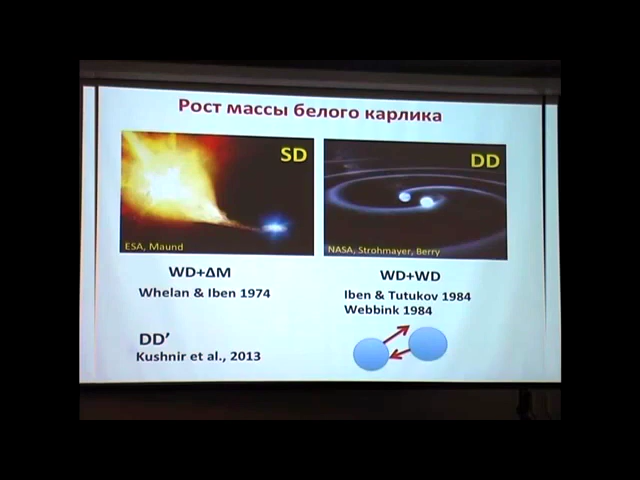 Рост массы белого карлика
SD
ESA, Maund
DD
NASA, Strohmayer, Berry
WD+ΔM
Whelan & Iben 1974
WD+WD
Iben & Tutukov 1984
Webbink 1984
DD′
Kushnir et al., 2013